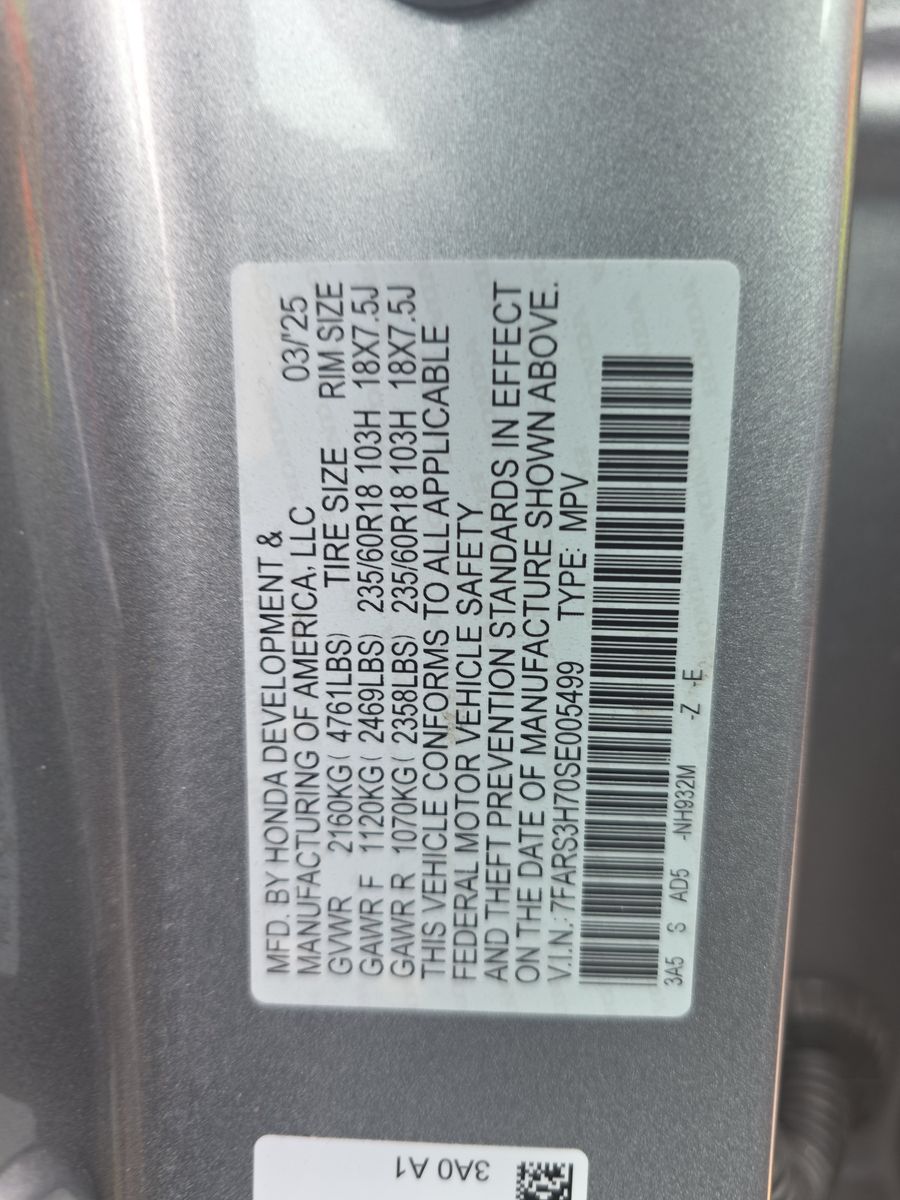 MFD. BY HONDA DEVELOPMENT &
MANUFACTURING OF AMERICA, LLC 03/'25
GVWR 2160KG( 4761LBS) TIRE SIZE RIM SIZE
GAWR F 1120KG( 2469LBS) 235/60R18 103H 18X7.5J
GAWR R 1070KG( 2358LBS) 235/60R18 103H 18X7.5J
THIS VEHICLE CONFORMS TO ALL APPLICABLE
FEDERAL MOTOR VEHICLE SAFETY
AND THEFT PREVENTION STANDARDS IN EFFECT
ON THE DATE OF MANUFACTURE SHOWN ABOVE.
V.I.N.: 7FARS3H70SE005499 TYPE: MPV
3A5 S AD5 -NH932M -Z -E
3A0 A1